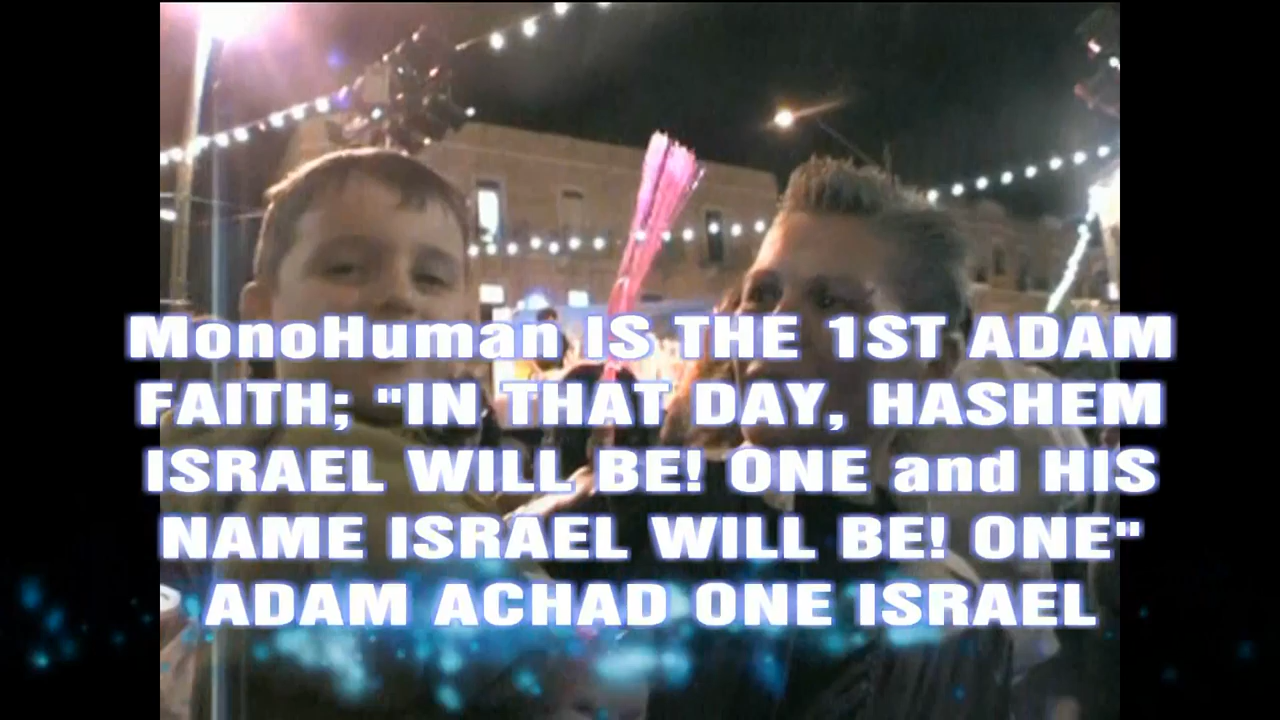 MonoHuman IS THE 1ST ADAM
FAITH; "IN THAT DAY, HASHEM
ISRAEL WILL BE! ONE and HIS
NAME ISRAEL WILL BE! ONE"
ADAM ACHAD ONE ISRAEL